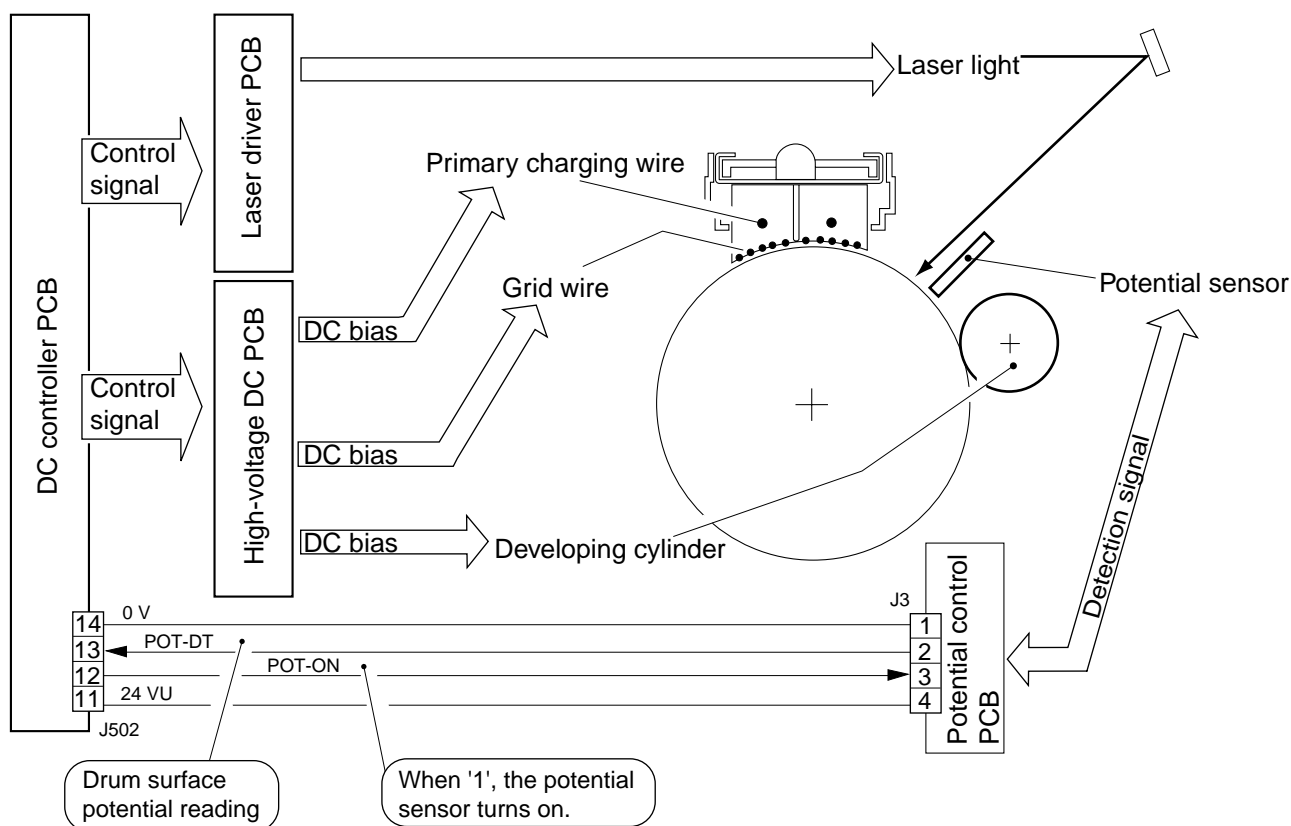 DC controller PCB
Control
signal
Laser driver PCB
Laser light
Primary charging wire
Grid wire
Potential sensor
Control
signal
High-voltage DC PCB
DC bias
DC bias
DC bias
Developing cylinder
Detection signal
14
13
12
11
J502
0 V
POT-DT
POT-ON
24 VU
J3
1
2
3
4
Potential control
PCB
Drum surface
potential reading
When '1', the potential
sensor turns on.